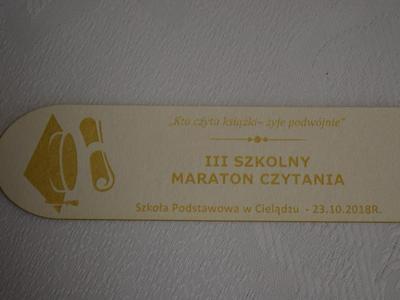 „Kto czyta książki– żyje podwójnie”
III SZKOLNY
MARATON CZYTANIA
Szkoła Podstawowa w Cielądzu - 23.10.2018R.